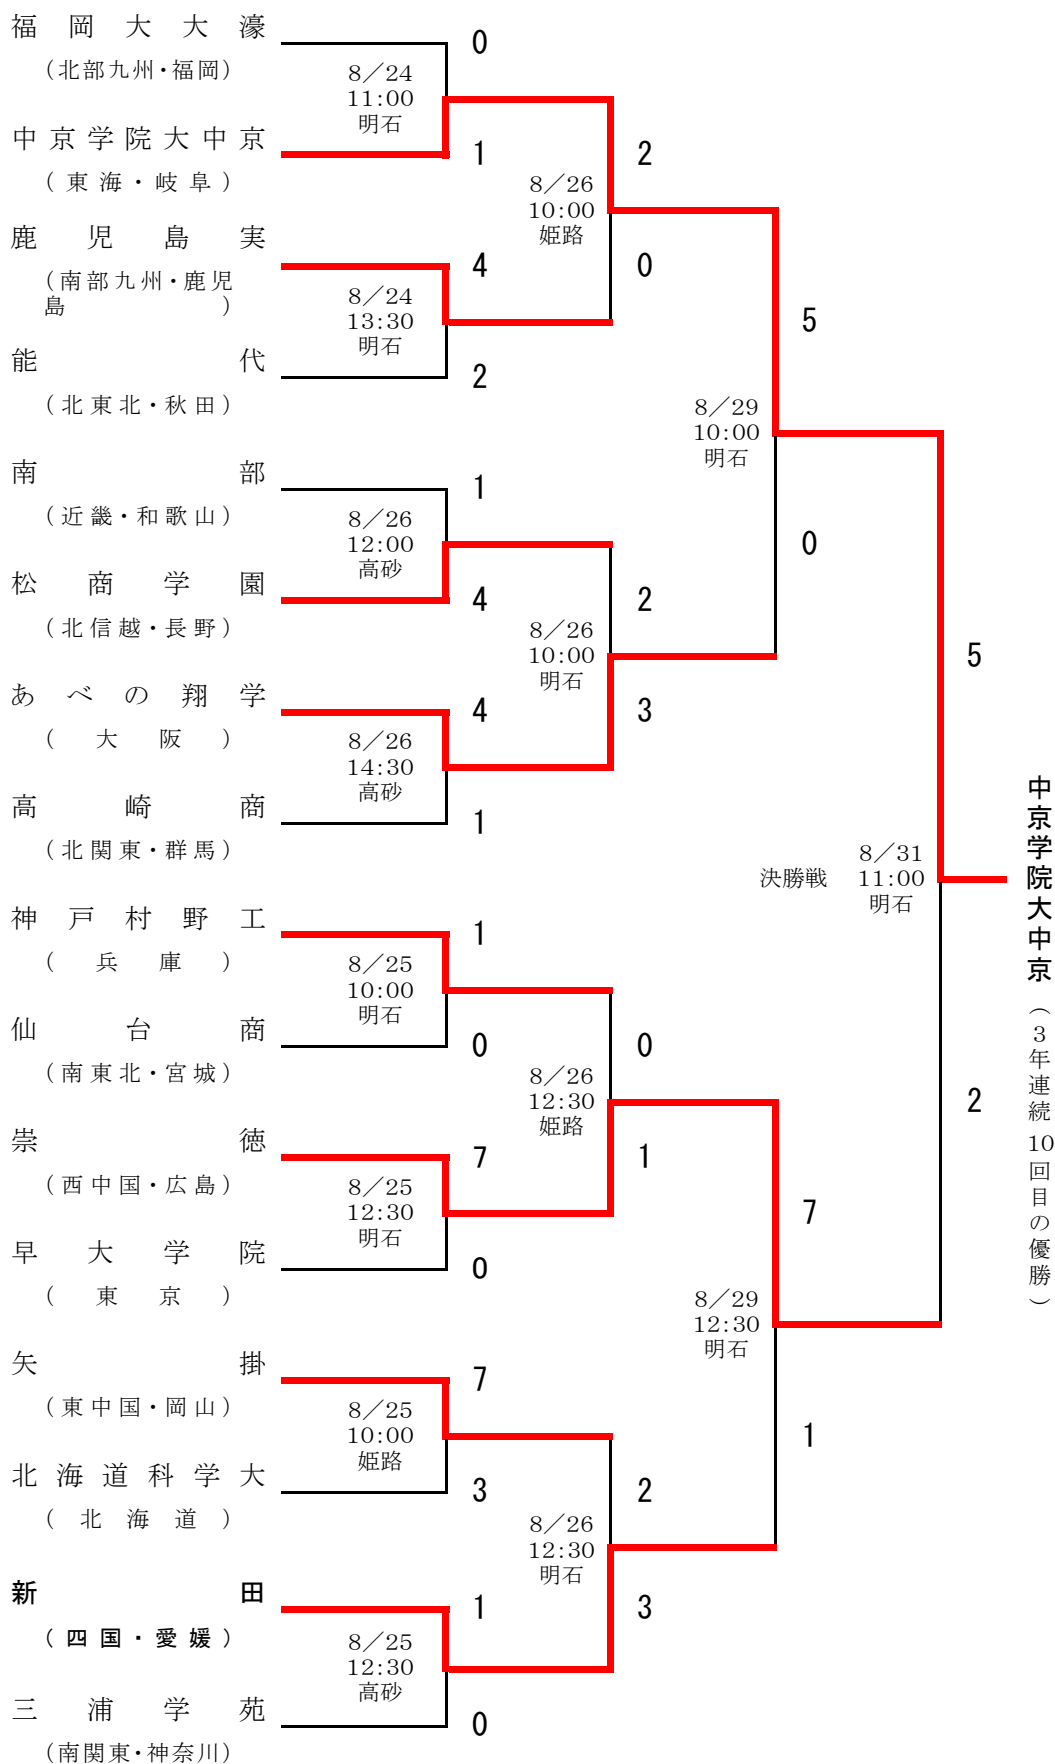 福岡大大濠
0
（北部九州・福岡）
8／24
11:00
明石
中京学院大中京
1
2
（東海・岐阜）
8／26
10:00
姫路
鹿児島実
4
0
（南部九州・鹿児
島）
8／24
13:30
明石
5
能代
2
（北東北・秋田）
8／29
10:00
明石
南部
1
（近畿・和歌山）
8／26
12:00
高砂
0
松商学園
4
2
（北信越・長野）
8／26
10:00
明石
5
あべの翔学
4
3
（大阪）
8／26
14:30
高砂
高崎商
1
（北関東・群馬）
決勝戦
8／31
11:00
明石
中京学院大中京
（3年連続10回目の優勝）
神戸村野工
1
（兵庫）
8／25
10:00
明石
仙台商
0
0
（南東北・宮城）
8／26
12:30
姫路
2
崇徳
7
1
（西中国・広島）
8／25
12:30
明石
7
早大学院
0
（東京）
8／29
12:30
明石
矢掛
7
（東中国・岡山）
8／25
10:00
姫路
1
北海道科学大
3
2
（北海道）
8／26
12:30
明石
新田
1
3
（四国・愛媛）
8／25
12:30
高砂
三浦学苑
0
（南関東・神奈川）